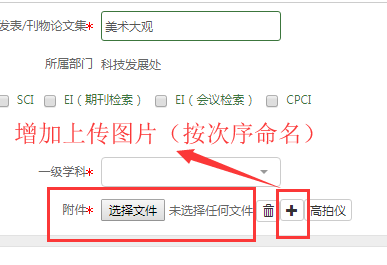 发表/刊物论文集* 美术大观
所属部门 科技发展处
SCI EI（期刊检索） EI（会议检索） CPCI
增加上传图片（按次序命名）
一级学科*
附件* 选择文件 未选择任何文件 高拍仪